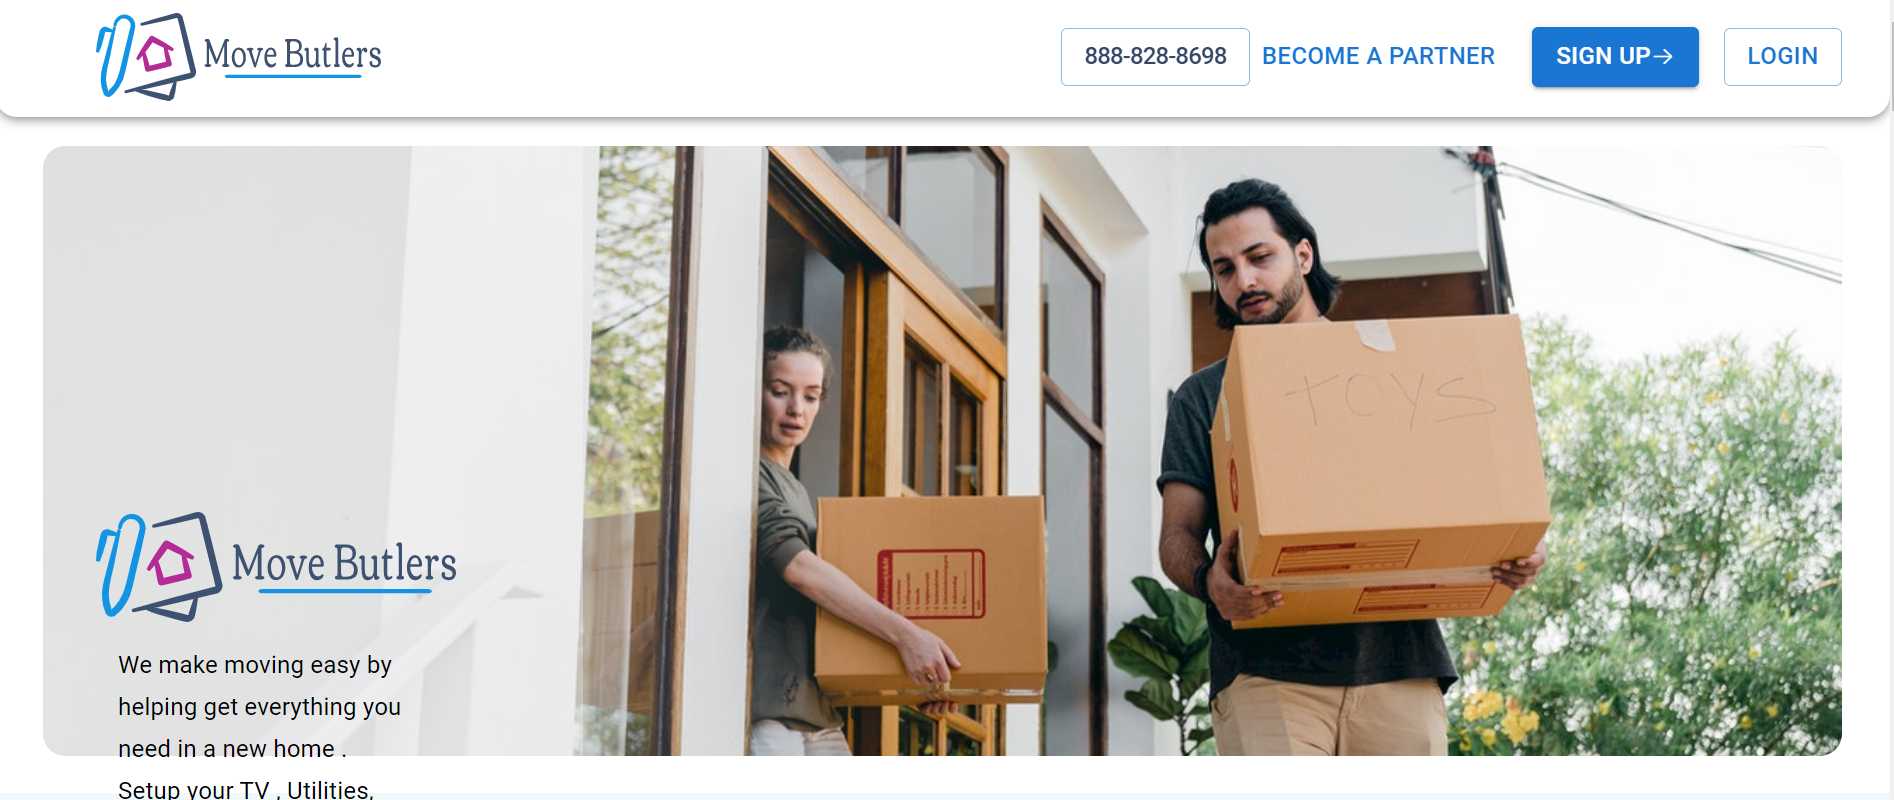 Move Butlers
888-828-8698
BECOME A PARTNER
SIGN UP→
LOGIN
TOYS
Move Butlers
We make moving easy by
helping get everything you
need in a new home .
Setup your TV , Utilities,